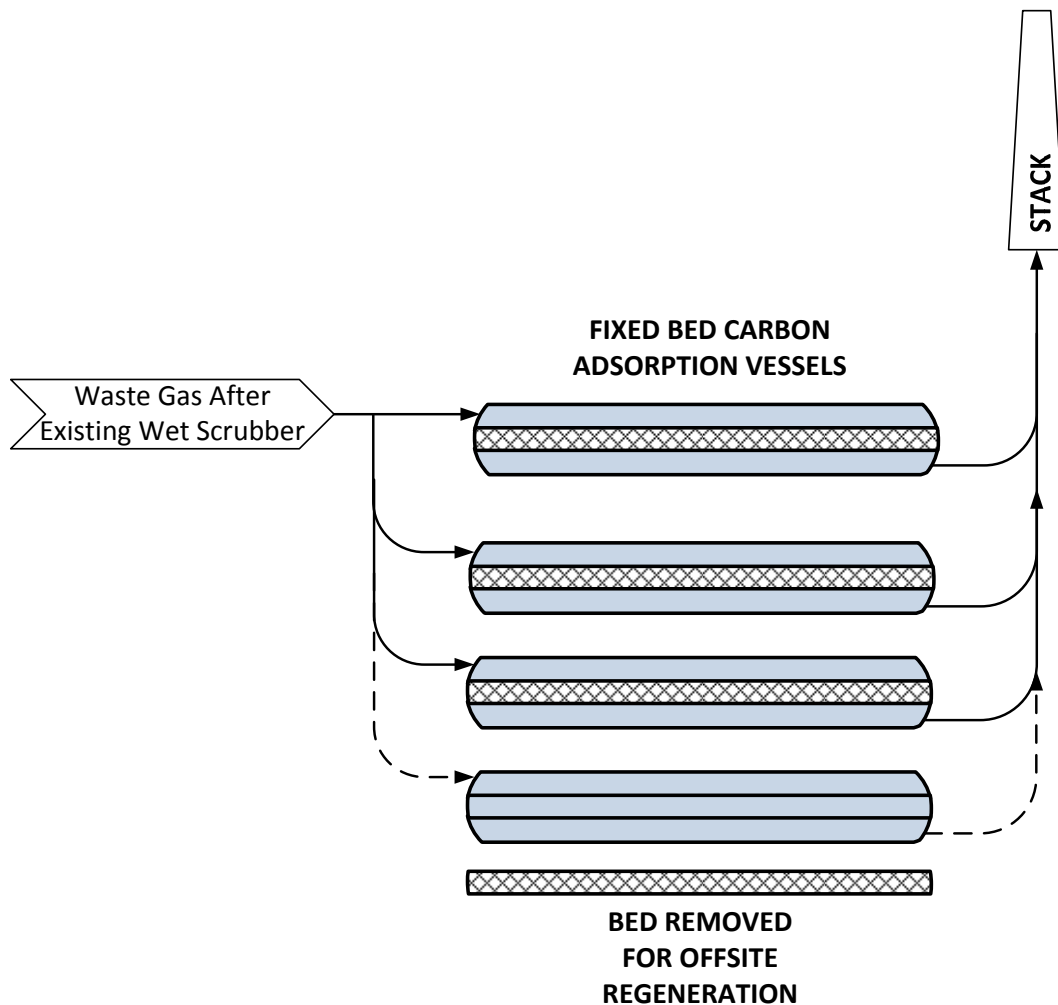 STACK
FIXED BED CARBON
ADSORPTION VESSELS
Waste Gas After
Existing Wet Scrubber
BED REMOVED
FOR OFFSITE
REGENERATION